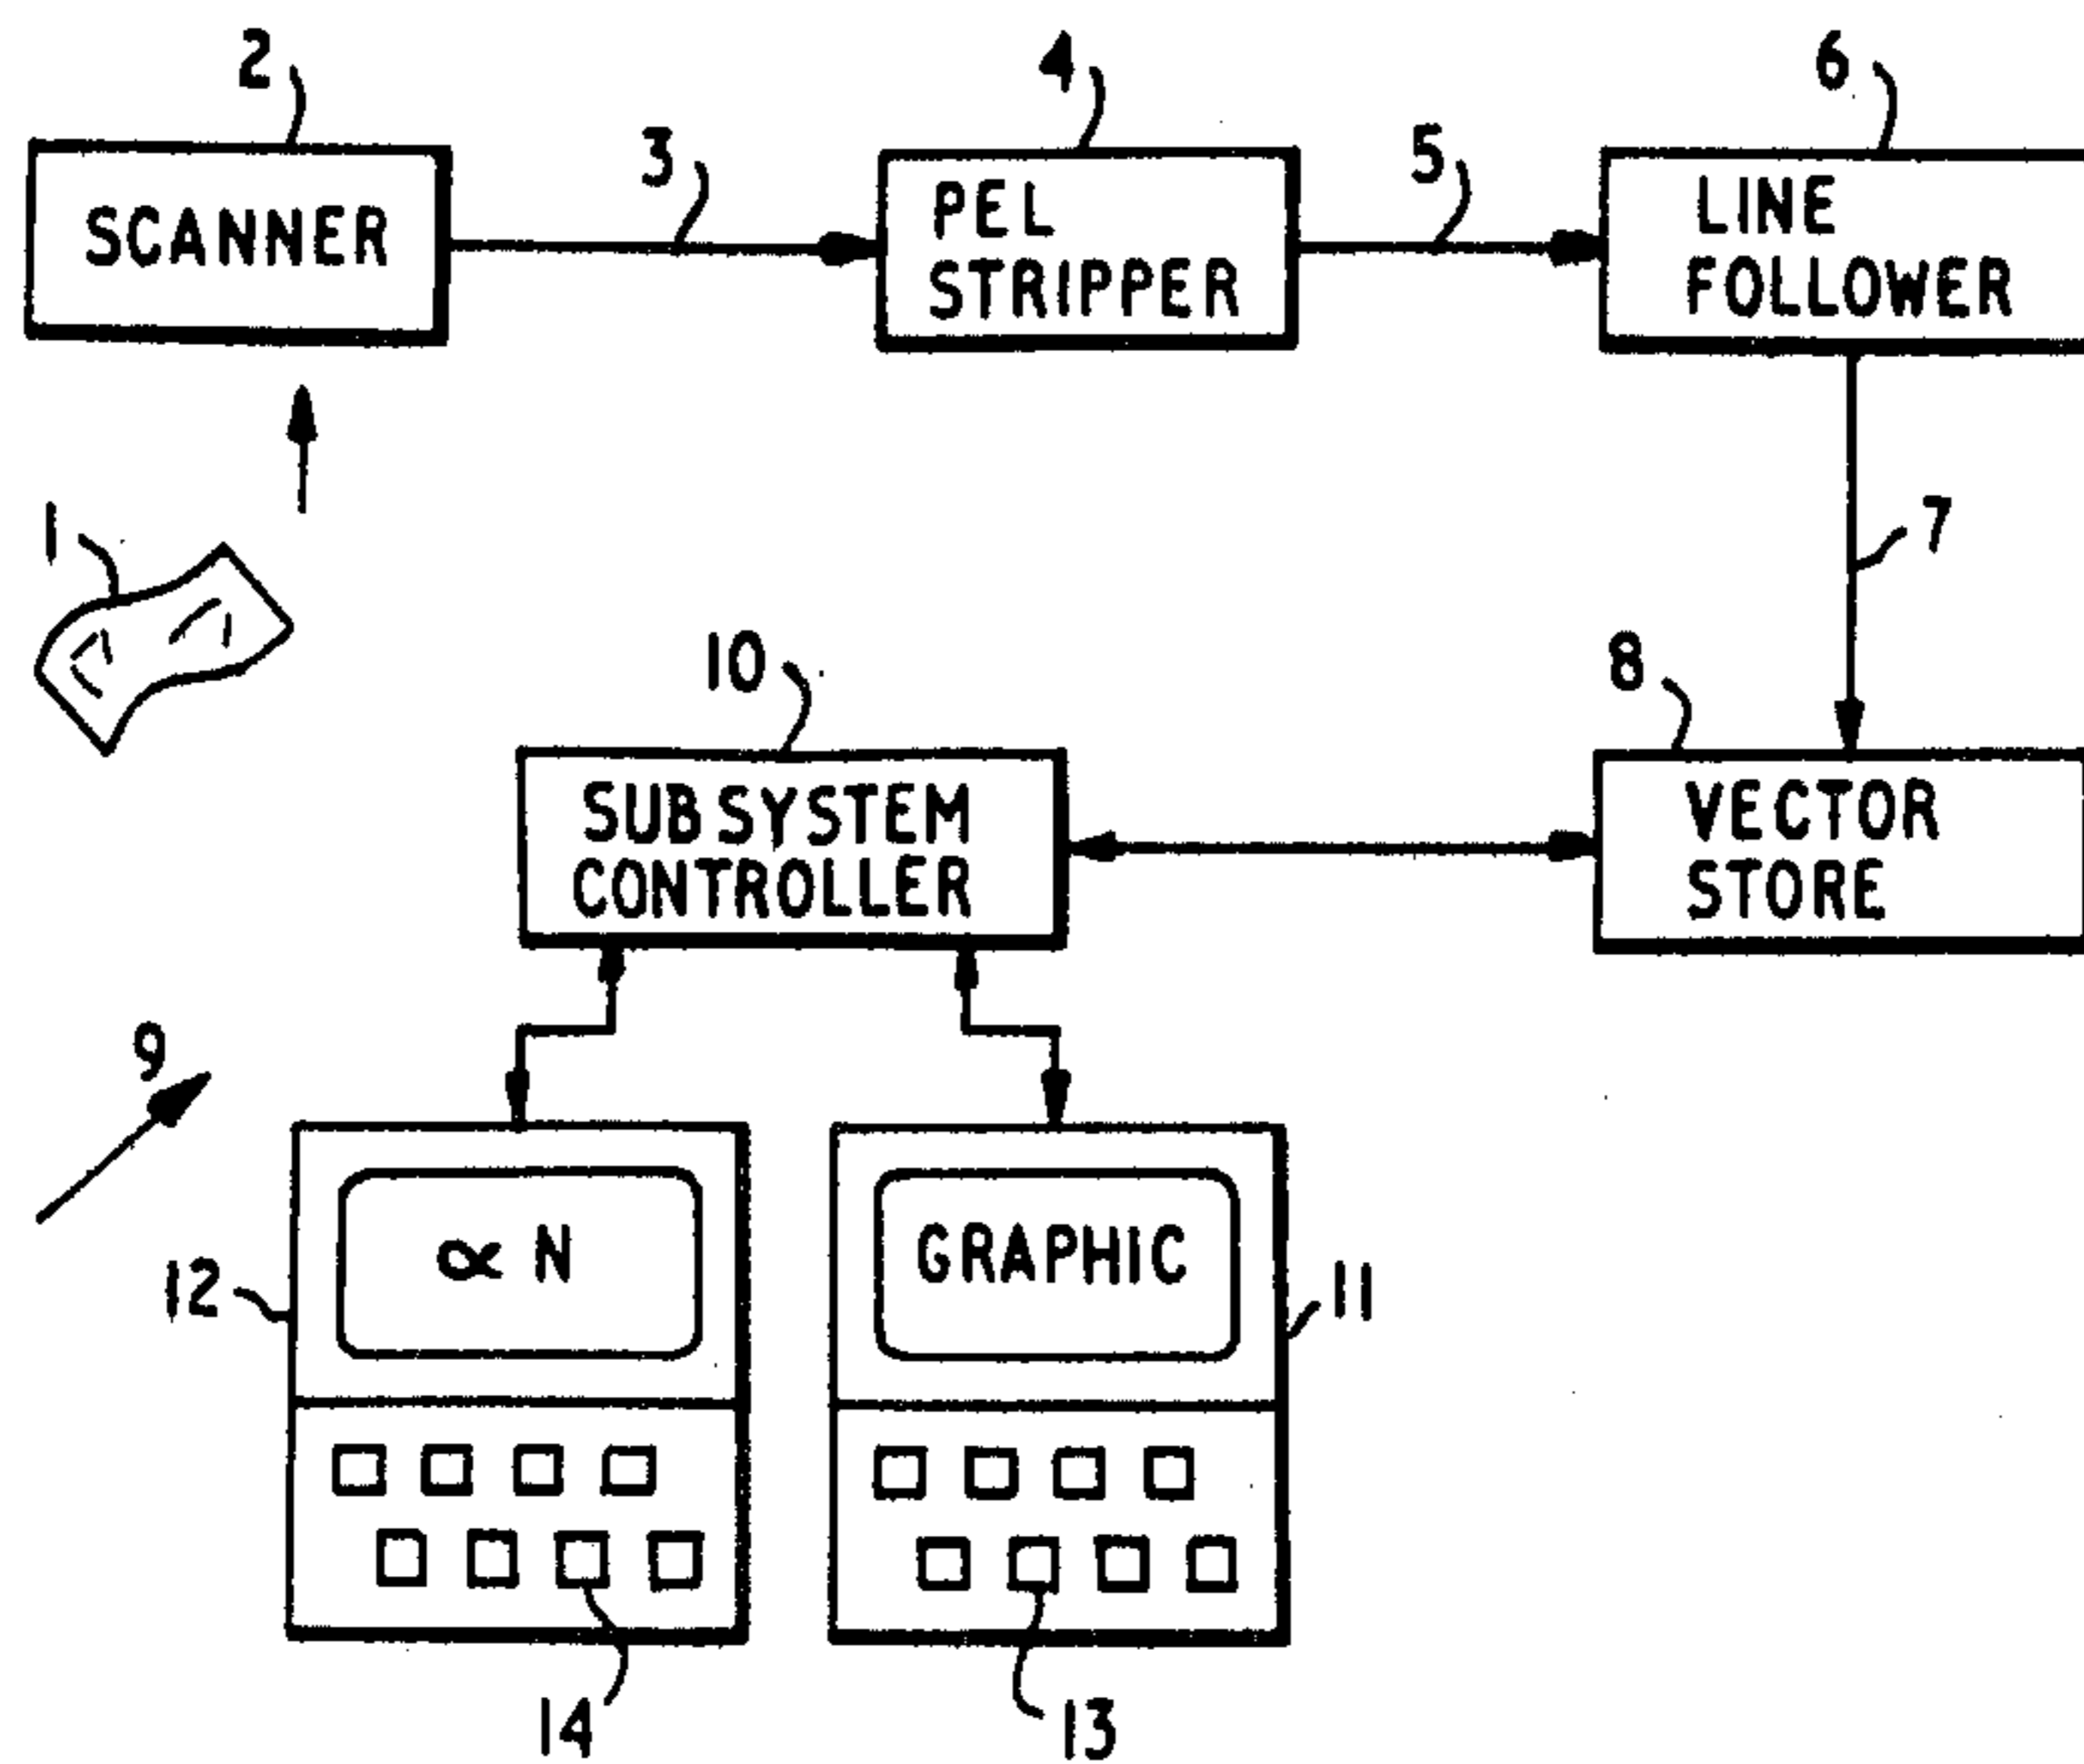 2
4
6
3
5
SCANNER
PEL
STRIPPER
LINE
FOLLOWER
1
7
10
8
SUBSYSTEM
CONTROLLER
VECTOR
STORE
9
12
∝ N
GRAPHIC
11
14
13